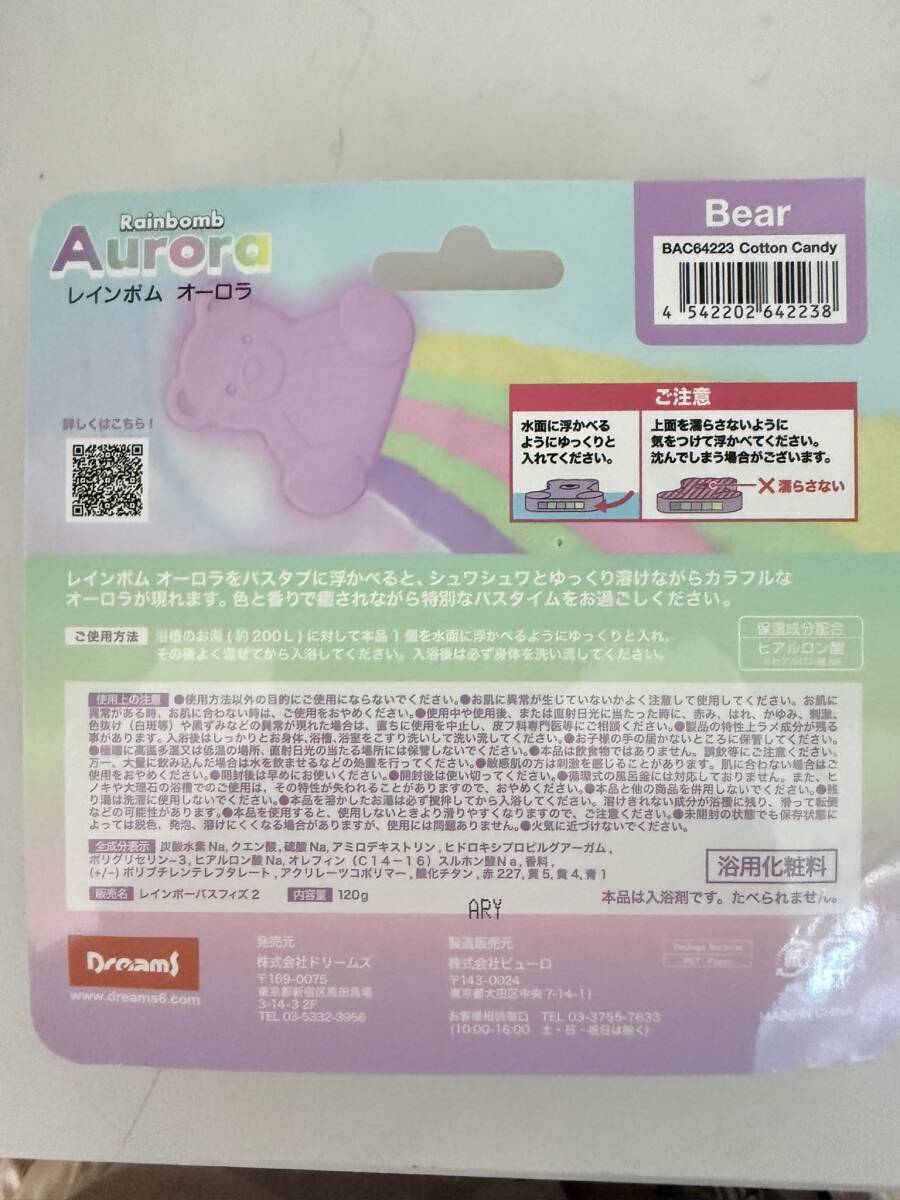 Rainbomb
Aurora
レインボム オーロラ
Bear
BAC64223 Cotton Candy
4 542202 642238
詳しくはこちら！
ご注意
水面に浮かべる
ようにゆっくりと
入れてください。
上面を濡らさないように
気をつけて浮かべてください。
沈んでしまう場合がございます。
×濡らさない
レインボム オーロラをバスタブに浮かべると、シュワシュワとゆっくり溶けながらカラフルな
オーロラが現れます。色と香りで癒されながら特別なバスタイムをお過ごしください。
ご使用方法 浴槽のお湯（約200L）に対して本品1個を水面に浮かべるようにゆっくりと入れ、
その後よく混ぜてから入浴してください。入浴後は必ず身体を洗い流してください。
保湿成分配合
ヒアルロン酸
※ヒアルロン酸NA
使用上の注意 ●使用方法以外の目的にご使用にならないでください。●お肌に異常が生じていないかよく注意して使用してください。お肌に
異常がある時、お肌に合わない時は、ご使用をおやめください。●使用中や使用後、または直射日光に当たった時に、赤み、はれ、かゆみ、刺激、
色抜け（白斑等）や黒ずみなどの異常が現れた場合は、直ちに使用を中止し、皮フ科専門医等にご相談ください。●製品の特性上ラメ成分が残る
事があります。入浴後はしっかりとお身体、浴槽、浴室をこすり洗いして洗い流してください。●お子様の手の届かないところに保管してください。
●極端に高温多湿又は低温の場所、直射日光の当たる場所には保管しないでください。●本品は飲食物ではありません。誤飲等にご注意ください。
万一、大量に飲み込んだ場合は水を飲ませるなどの処置を行ってください。●敏感肌の方は刺激を感じることがあります。肌に合わない場合はご
使用をおやめください。●開封後は早めにお使いください。●開封後は使い切ってください。●循環式の風呂釜には対応しておりません。また、ヒ
ノキや大理石の浴槽でのご使用は、その特性が失われることがありますので、おやめください。●本品と他の商品を併用しないでください。●残
り湯は洗濯に使用しないでください。●本品を溶かしたお湯は必ず撹拌してから入浴してください。溶けきれない成分が浴槽に残り、滑って転倒
などの可能性があります。●本品を使用すると、使用しないときより滑りやすくなりますので、ご注意ください。●未開封の状態でも保存状態に
よっては脱色、発泡、溶けにくくなる場合がありますが、使用には問題ありません。●火気に近づけないでください。
全成分表示 炭酸水素Na,クエン酸,硫酸Na,アミロデキストリン,ヒドロキシプロピルグアーガム,
ポリグリセリン-3,ヒアルロン酸Na,オレフィン（C14-16）スルホン酸Na,香料,
(+/-) ポリブチレンテレフタレート,アクリレーツコポリマー,酸化チタン,赤227,黄5,黄4,青1
浴用化粧料
販売名 レインボーバスフィズ2 内容量 120g
本品は入浴剤です。たべられません。
ARY
Dreams
www.dreams6.com
発売元
株式会社ドリームズ
〒169-0075
東京都新宿区高田馬場
3-14-3 2F
TEL 03-5332-3956
製造販売元
株式会社ピューロ
〒143-0024
東京都大田区中央7-14-11
お客様相談窓口 TEL 03-3755-7633
(10:00-16:00 土・日・祝日は除く)
Package Material
PET・Paper
MADE IN CHINA